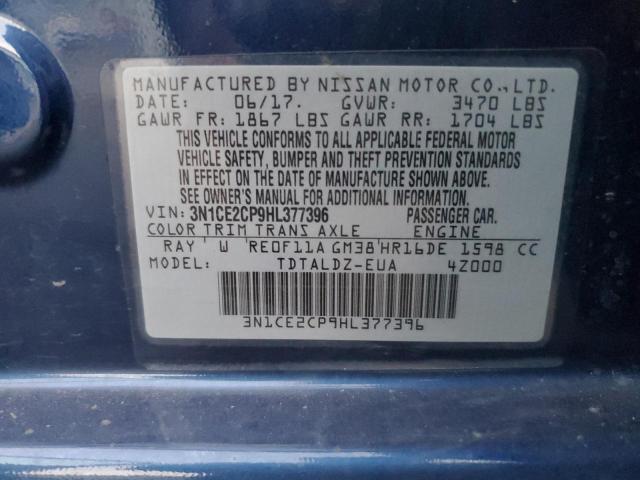 MANUFACTURED BY NISSAN MOTOR CO., LTD.
DATE: 06/17. GVWR: 3470 LBS
GAWR FR: 1867 LBS GAWR RR: 1704 LBS
THIS VEHICLE CONFORMS TO ALL APPLICABLE FEDERAL MOTOR
VEHICLE SAFETY, BUMPER AND THEFT PREVENTION STANDARDS
IN EFFECT ON THE DATE OF MANUFACTURE SHOWN ABOVE.
SEE OWNER'S MANUAL FOR ADDITIONAL INFORMATION.
VIN: 3N1CE2CP9HL377396 PASSENGER CAR.
COLOR TRIM TRANS AXLE ENGINE
RAY W RE0F11A GM38 HR16DE 1598 CC
MODEL: TDTALDZ-EUA 4Z000
3N1CE2CP9HL377396